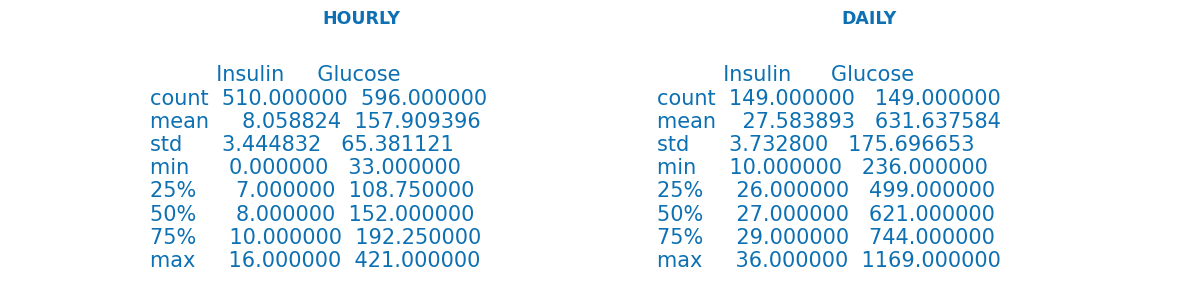 HOURLY
Insulin Glucose
count 510.000000 596.000000
mean 8.058824 157.909396
std 3.444832 65.381121
min 0.000000 33.000000
25% 7.000000 108.750000
50% 8.000000 152.000000
75% 10.000000 192.250000
max 16.000000 421.000000
DAILY
Insulin Glucose
count 149.000000 149.000000
mean 27.583893 631.637584
std 3.732800 175.696653
min 10.000000 236.000000
25% 26.000000 499.000000
50% 27.000000 621.000000
75% 29.000000 744.000000
max 36.000000 1169.000000